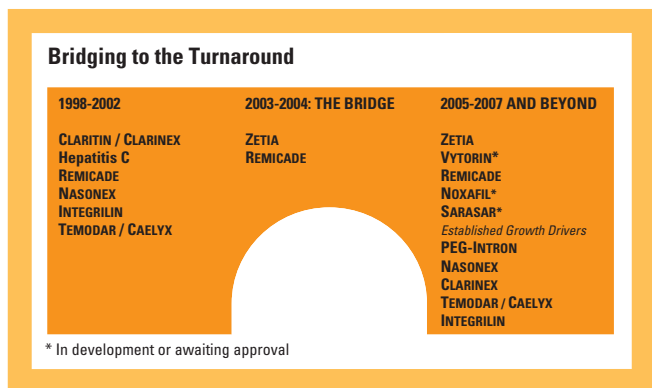 Bridging to the Turnaround
1998-2002
CLARITIN / CLARINEX
Hepatitis C
REMICADE
NASONEX
INTEGRILIN
TEMODAR / CAELYX
2003-2004: THE BRIDGE
ZETIA
REMICADE
2005-2007 AND BEYOND
ZETIA
VYTORIN*
REMICADE
NOXAFIL*
SARASAR*
Established Growth Drivers
PEG-INTRON
NASONEX
CLARINEX
TEMODAR / CAELYX
INTEGRILIN
* In development or awaiting approval